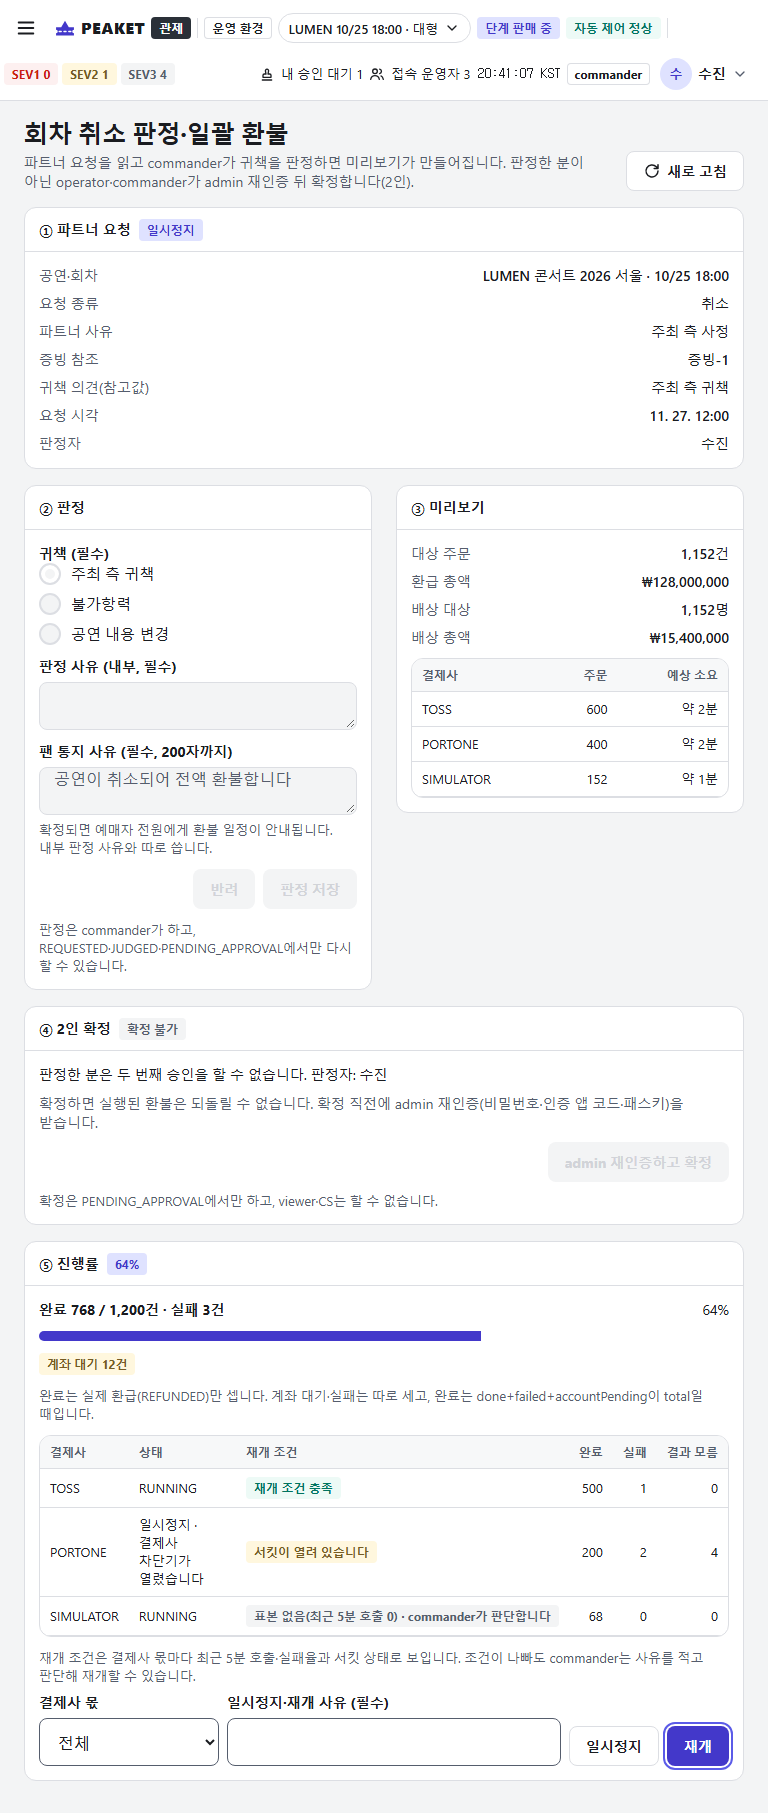 PEAKET 관제 운영 환경 LUMEN 10/25 18:00 · 대형 단계 판매 중 자동 제어 정상
SEV1 0 SEV2 1 SEV3 4 내 승인 대기 1 접속 운영자 3 20:41:07 KST commander 수 수진
회차 취소 판정·일괄 환불
파트너 요청을 읽고 commander가 귀책을 판정하면 미리보기가 만들어집니다. 판정한 분이
아닌 operator·commander가 admin 재인증 뒤 확정합니다(2인).
새로 고침
① 파트너 요청 일시정지
공연·회차 LUMEN 콘서트 2026 서울 · 10/25 18:00
요청 종류 취소
파트너 사유 주최 측 사정
증빙 참조 증빙-1
귀책 의견(참고값) 주최 측 귀책
요청 시각 11. 27. 12:00
판정자 수진
② 판정
귀책 (필수)
주최 측 귀책
불가항력
공연 내용 변경
판정 사유 (내부, 필수)
팬 통지 사유 (필수, 200자까지)
공연이 취소되어 전액 환불합니다
확정되면 예매자 전원에게 환불 일정이 안내됩니다.
내부 판정 사유와 따로 씁니다.
반려 판정 저장
판정은 commander가 하고,
REQUESTED·JUDGED·PENDING_APPROVAL에서만 다시
할 수 있습니다.
③ 미리보기
대상 주문 1,152건
환급 총액 ₩128,000,000
배상 대상 1,152명
배상 총액 ₩15,400,000
결제사 주문 예상 소요
TOSS 600 약 2분
PORTONE 400 약 2분
SIMULATOR 152 약 1분
④ 2인 확정 확정 불가
판정한 분은 두 번째 승인을 할 수 없습니다. 판정자: 수진
확정하면 실행된 환불은 되돌릴 수 없습니다. 확정 직전에 admin 재인증(비밀번호·인증 앱 코드·패스키)을
받습니다.
admin 재인증하고 확정
확정은 PENDING_APPROVAL에서만 하고, viewer·CS는 할 수 없습니다.
⑤ 진행률 64%
완료 768 / 1,200건 · 실패 3건 64%
계좌 대기 12건
완료는 실제 환급(REFUNDED)만 셉니다. 계좌 대기·실패는 따로 세고, 완료는 done+failed+accountPending이 total일
때입니다.
결제사 상태 재개 조건 완료 실패 결과 모름
TOSS RUNNING 재개 조건 충족 500 1 0
PORTONE 일시정지 · 결제사 차단기가 열렸습니다 서킷이 열려 있습니다 200 2 4
SIMULATOR RUNNING 표본 없음(최근 5분 호출 0) · commander가 판단합니다 68 0 0
재개 조건은 결제사 몫마다 최근 5분 호출·실패율과 서킷 상태로 보입니다. 조건이 나빠도 commander는 사유를 적고
판단해 재개할 수 있습니다.
결제사 몫 일시정지·재개 사유 (필수)
전체 일시정지 재개